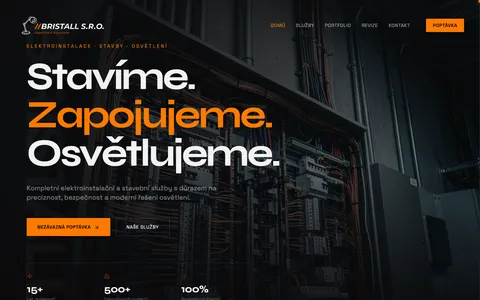 //BRISTALL S.R.O.
DOMŮ
SLUŽBY
PORTFOLIO
REVIZE
KONTAKT
POPTÁVKA
ELEKTROINSTALACE · STAVBY · OSVĚTLENÍ
Stavíme.
Zapojujeme.
Osvětlujeme.
Kompletní elektroinstalační a stavební služby s důrazem na
preciznost, bezpečnost a moderní řešení osvětlení.
NEZÁVAZNÁ POPTÁVKA →
NAŠE SLUŽBY
15+
500+
100%